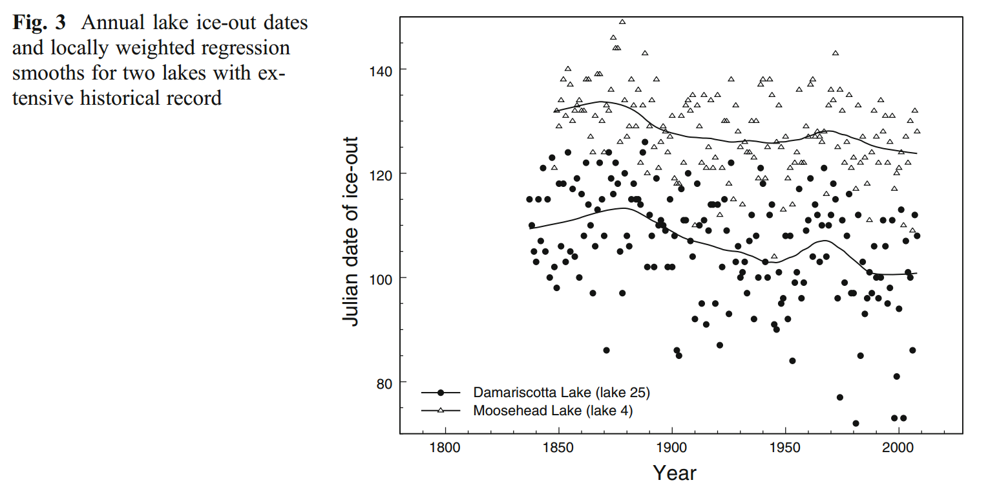 Fig. 3 Annual lake ice-out dates
and locally weighted regression
smooths for two lakes with ex-
tensive historical record
Julian date of ice-out
140
120
100
80
Damariscotta Lake (lake 25)
Moosehead Lake (lake 4)
1800 1850 1900 1950 2000
Year